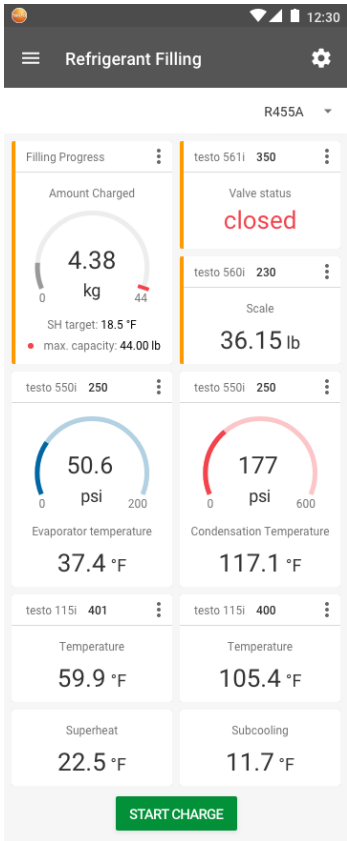 testo
12:30
Refrigerant Filling
R455A
Filling Progress
Amount Charged
4.38
kg
0 44
SH target: 18.5 °F
max. capacity: 44.00 lb
testo 561i 350
Valve status
closed
testo 560i 230
Scale
36.15 lb
testo 550i 250
50.6
psi
0 200
Evaporator temperature
37.4 °F
testo 550i 250
177
psi
0 600
Condensation Temperature
117.1 °F
testo 115i 401
Temperature
59.9 °F
testo 115i 400
Temperature
105.4 °F
Superheat
22.5 °F
Subcooling
11.7 °F
START CHARGE